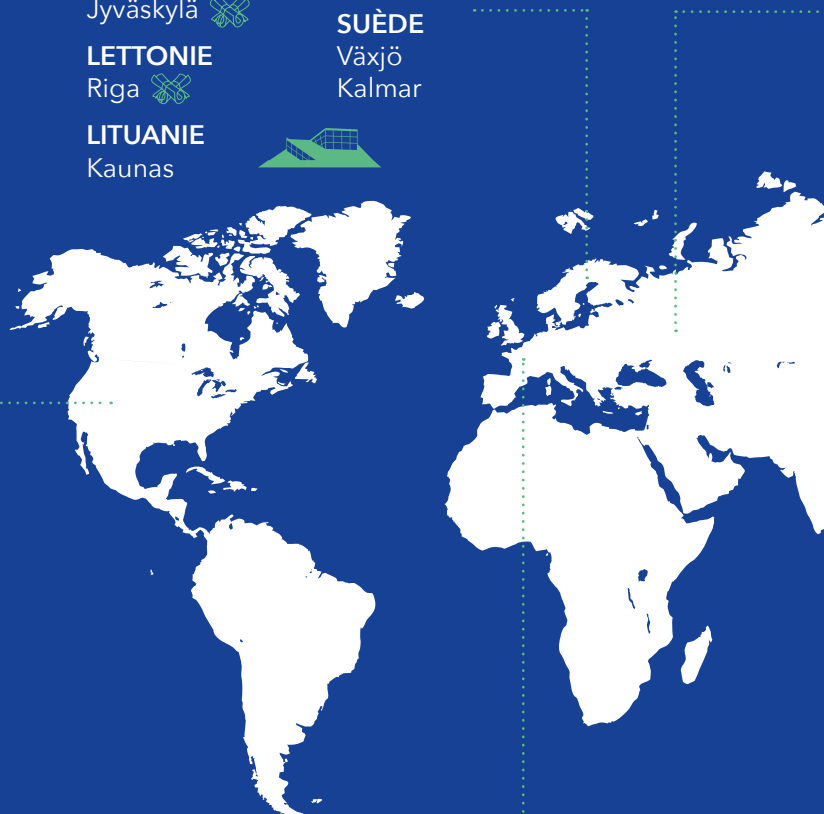 Jyväskylä
LETTONIE
Riga
LITUANIE
Kaunas
SUÈDE
Växjö
Kalmar